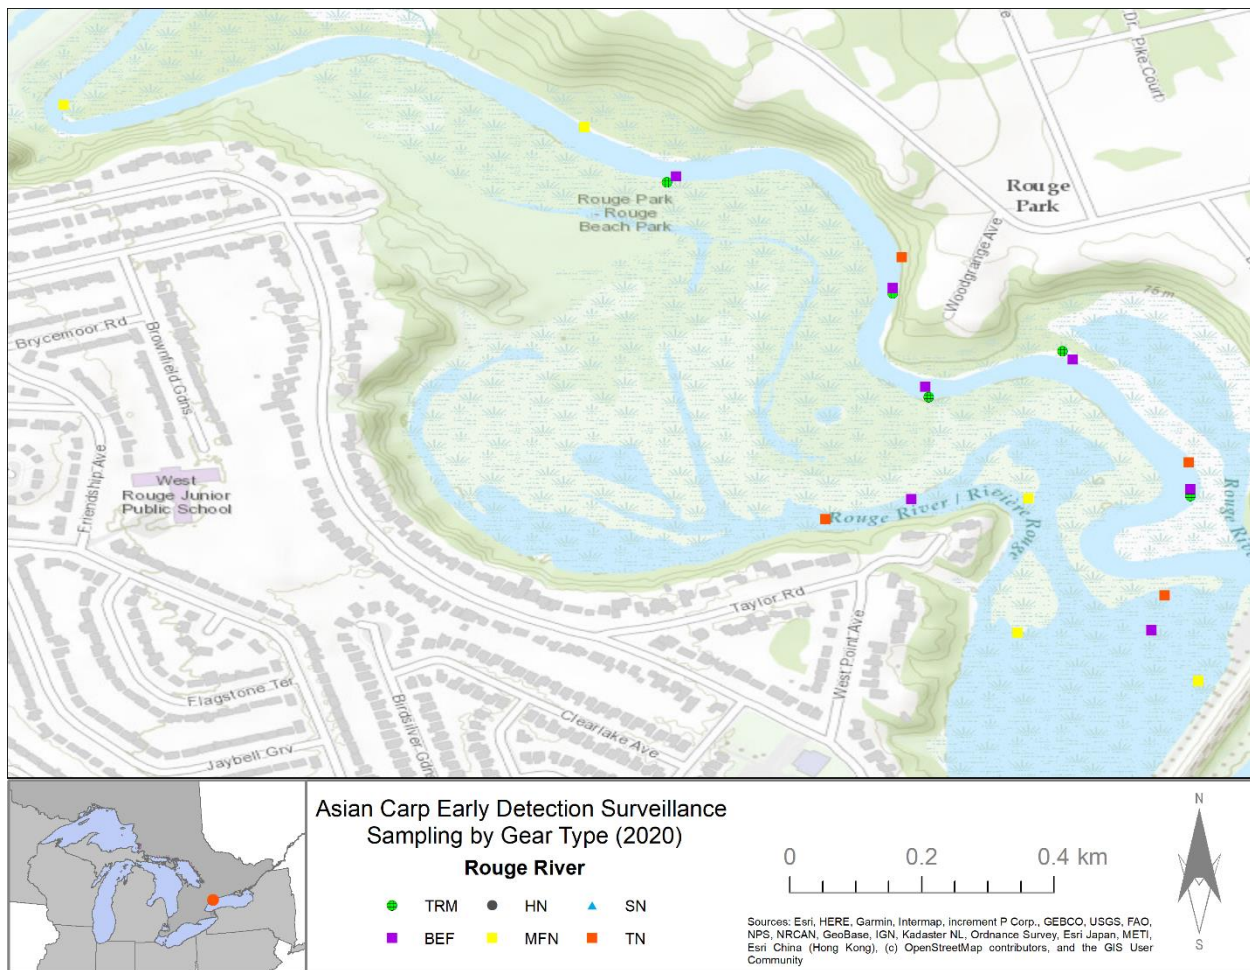 Dr. Pike Court
e
Rouge
Park
Rouge Park
- Rouge
Beach Park
Woodgrange Ave
75 m
Brycemoor Rd
Brownfield Gdns
Friendship Ave
West
Rouge Junior
Public School
Rouge River / Rivière Rouge
Rouge River
Taylor Rd
West Point Ave
Flagstone Ter
Jaybell Grv
Birdsilver Gdns
Clearlake Ave
Asian Carp Early Detection Surveillance
Sampling by Gear Type (2020)
Rouge River
TRM HN SN
BEF MFN TN
0 0.2 0.4 km
N
S
Sources: Esri, HERE, Garmin, Intermap, increment P Corp., GEBCO, USGS, FAO,
NPS, NRCAN, GeoBase, IGN, Kadaster NL, Ordnance Survey, Esri Japan, METI,
Esri China (Hong Kong), (c) OpenStreetMap contributors, and the GIS User
Community